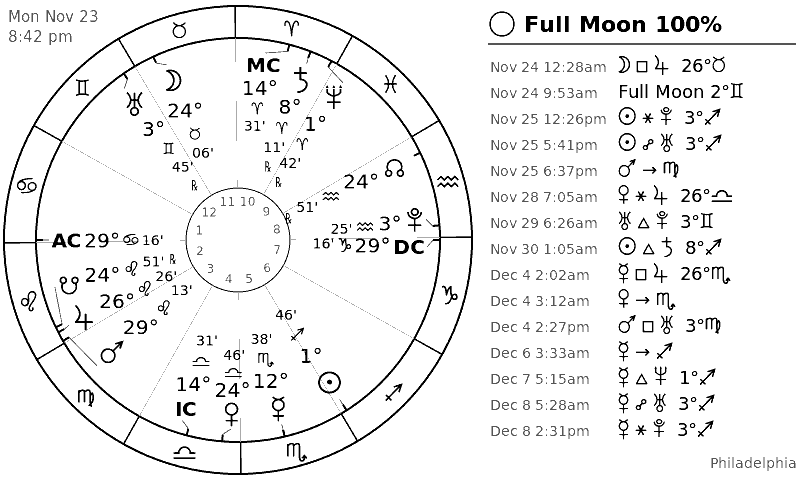 Mon Nov 23
8:42 pm
MC
14°
♈
31'
♄
8°
♈
11'
℞
♆
1°
♈
42'
℞
☽
24°
♉
06'
♅
3°
♊
45'
℞
☊
24°
♒
51'
℞
♇
3°
♒
25'
DC
29°
♑
16'
AC 29° ♋ 16'
☋ 24° ♌ 51' ℞
♃ 26° ♌ 26'
♂ 29° ♌ 13'
31'
♎
14°
IC
46'
♎
24°
♀
38'
♏
12°
☿
46'
♐
1°
☉
♈
♉
♊
♋
♌
♍
♎
♏
♐
♑
♒
♓
1
2
3
4
5
6
7
8
9
10
11
12
Full Moon 100%
Nov 24 12:28am ☽ □ ♃ 26°♉
Nov 24 9:53am Full Moon 2°♊
Nov 25 12:26pm ☉ ⚹ ♇ 3°♐
Nov 25 5:41pm ☉ ☍ ♅ 3°♐
Nov 25 6:37pm ♂ → ♍
Nov 28 7:05am ♀ ⚹ ♃ 26°♎
Nov 29 6:26am ♅ △ ♇ 3°♊
Nov 30 1:05am ☉ △ ♄ 8°♐
Dec 4 2:02am ☿ □ ♃ 26°♏
Dec 4 3:12am ♀ → ♏
Dec 4 2:27pm ♂ □ ♅ 3°♍
Dec 6 3:33am ☿ → ♐
Dec 7 5:15am ☿ △ ♆ 1°♐
Dec 8 5:28am ☿ ☍ ♅ 3°♐
Dec 8 2:31pm ☿ ⚹ ♇ 3°♐
Philadelphia